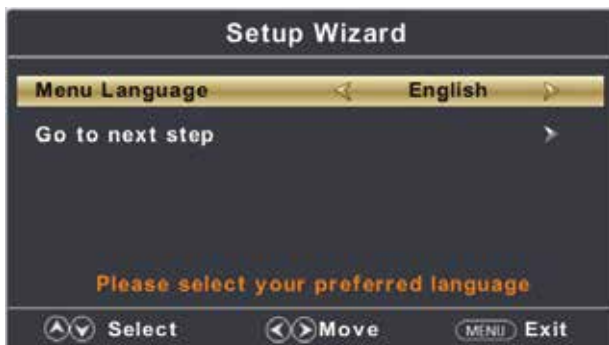 Setup Wizard
Menu Language English
Go to next step
Please select your preferred language
Select Move MENU Exit